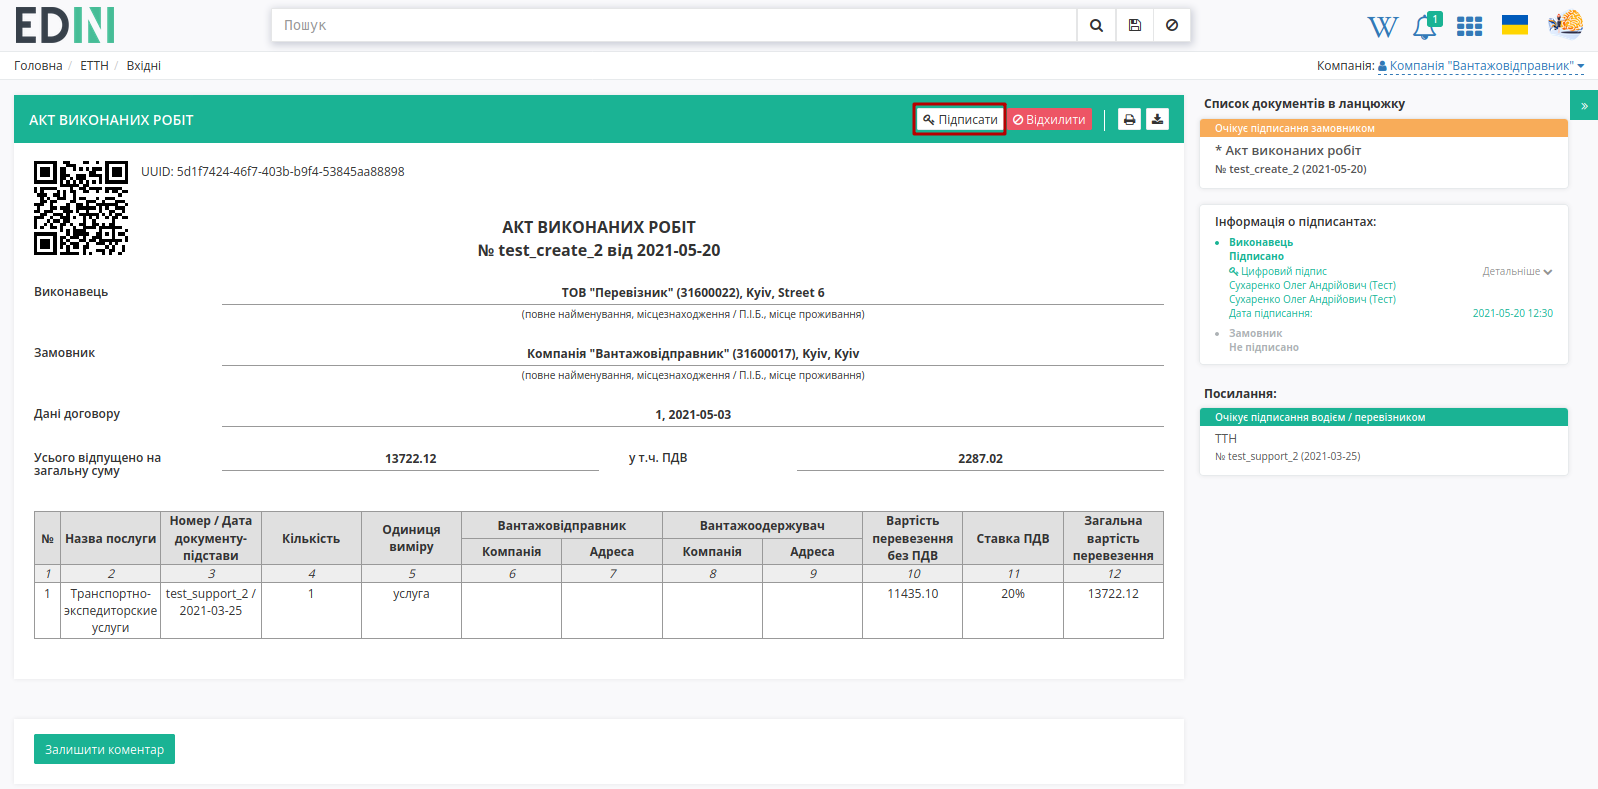 EDIN
Пошук
W
1
Головна / ЕТТН / Вхідні
Компанія: Компанія "Вантажовідправник"
АКТ ВИКОНАНИХ РОБІТ
Підписати
Відхилити
UUID: 5d1f7424-46f7-403b-b9f4-53845aa88898
АКТ ВИКОНАНИХ РОБІТ
№ test_create_2 від 2021-05-20
Виконавець
ТОВ "Перевізник" (31600022), Kyiv, Street 6
(повне найменування, місцезнаходження / П.І.Б., місце проживання)
Замовник
Компанія "Вантажовідправник" (31600017), Kyiv, Kyiv
(повне найменування, місцезнаходження / П.І.Б., місце проживання)
Дані договору
1, 2021-05-03
Усього відпущено на
загальну суму
13722.12
у т.ч. ПДВ
2287.02
№
Назва послуги
Номер / Дата
документу-
підстави
Кількість
Одиниця
виміру
Вантажовідправник
Компанія
Адреса
Вантажоодержувач
Компанія
Адреса
Вартість
перевезення
без ПДВ
Ставка ПДВ
Загальна
вартість
перевезення
1 2 3 4 5 6 7 8 9 10 11 12
1
Транспортно-
экспедиторские
услуги
test_support_2 /
2021-03-25
1
услуга
11435.10
20%
13722.12
Залишити коментар
»
Список документів в ланцюжку
Очікує підписання замовником
* Акт виконаних робіт
№ test_create_2 (2021-05-20)
Інформація о підписантах:
Виконавець
Підписано
Цифровий підпис
Детальніше
Сухаренко Олег Андрійович (Тест)
Сухаренко Олег Андрійович (Тест)
Дата підписання: 2021-05-20 12:30
Замовник
Не підписано
Посилання:
Очікує підписання водієм / перевізником
ТТН
№ test_support_2 (2021-03-25)